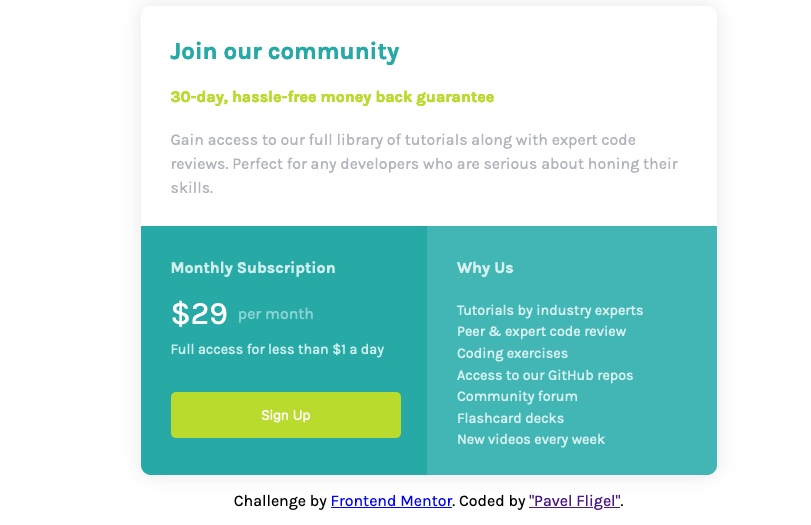 Join our community
30-day, hassle-free money back guarantee
Gain access to our full library of tutorials along with expert code
reviews. Perfect for any developers who are serious about honing their
skills.
Monthly Subscription
$29 per month
Full access for less than $1 a day
Sign Up
Why Us
Tutorials by industry experts
Peer & expert code review
Coding exercises
Access to our GitHub repos
Community forum
Flashcard decks
New videos every week
Challenge by Frontend Mentor. Coded by "Pavel Fligel".